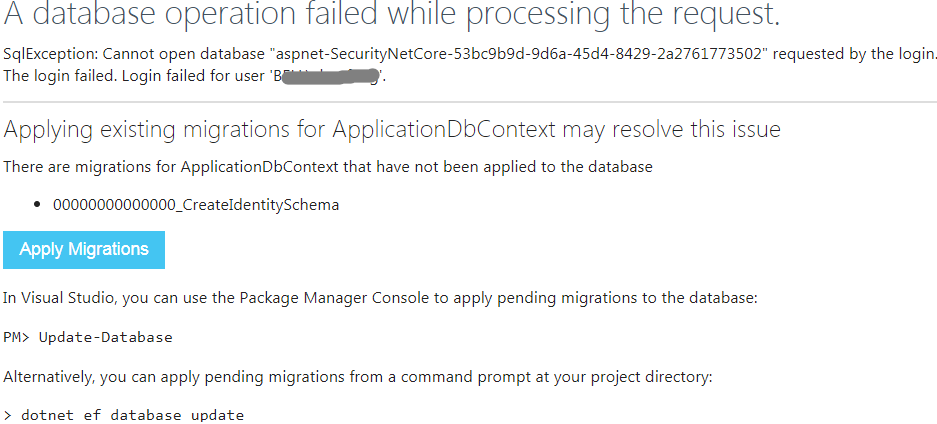 A database operation failed while processing the request.
SqlException: Cannot open database "aspnet-SecurityNetCore-53bc9b9d-9d6a-45d4-8429-2a2761773502" requested by the login.
The login failed. Login failed for user '
Applying existing migrations for ApplicationDbContext may resolve this issue
There are migrations for ApplicationDbContext that have not been applied to the database
• 00000000000000_CreateIdentitySchema
Apply Migrations
In Visual Studio, you can use the Package Manager Console to apply pending migrations to the database:
PM> Update-Database
Alternatively, you can apply pending migrations from a command prompt at your project directory:
> dotnet ef database update